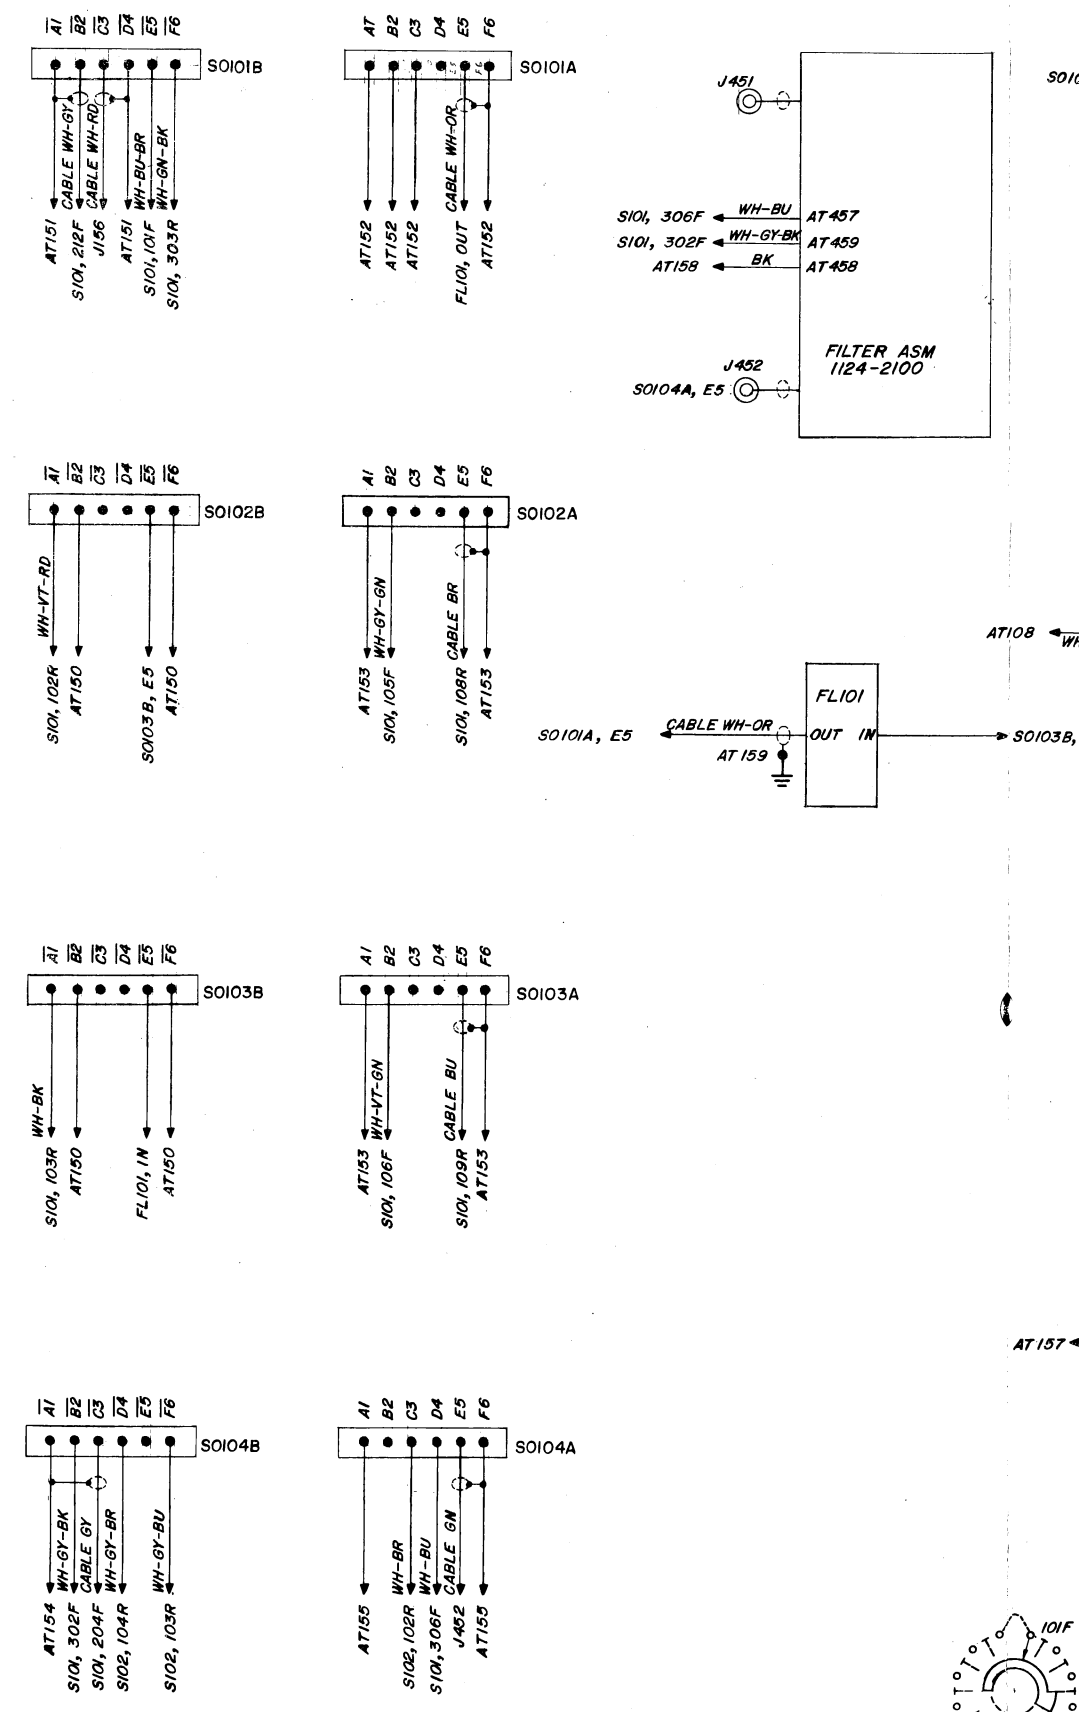 A1 B2 C3 D4 E5 F6
SO101B
CABLE WH-GY
CABLE WH-RD
WH-BU-BR
WH-GN-BK
AT151
S101, 212F
J156
AT151
S101, 101F
S101, 303R
AT B2 C3 D4 E5 F6
SO101A
E5
F6
CABLE WH-OR
AT152
AT152
AT152
FL101, OUT
AT152
J451
S101, 306F
WH-BU
AT457
S101, 302F
WH-GY-BK
AT459
AT158
BK
AT458
FILTER ASM
1124-2100
J452
SO104A, E5
A1 B2 C3 D4 E5 F6
SO102B
WH-VT-RD
S101, 102R
AT150
SO103B, E5
AT150
A1 B2 C3 D4 E5 F6
SO102A
WH-GY-GN
CABLE BR
AT153
S101, 105F
S101, 108R
AT153
AT108
FL101
SO101A, E5
CABLE WH-OR
OUT IN
SO103B,
AT159
A1 B2 C3 D4 E5 F6
SO103B
WH-BK
S101, 103R
AT150
FL101, IN
AT150
A1 B2 C3 D4 E5 F6
SO103A
WH-VT-GN
CABLE BU
AT153
S101, 106F
S101, 109R
AT153
AT157
A1 B2 C3 D4 E5 F6
SO104B
WH-GY-BK
CABLE GY
WH-GY-BR
WH-GY-BU
AT154
S101, 302F
S101, 204F
S102, 104R
S102, 103R
A1 B2 C3 D4 E5 F6
SO104A
WH-BR
WH-BU
CABLE GN
AT155
S102, 102R
S101, 306F
J452
AT155
101F